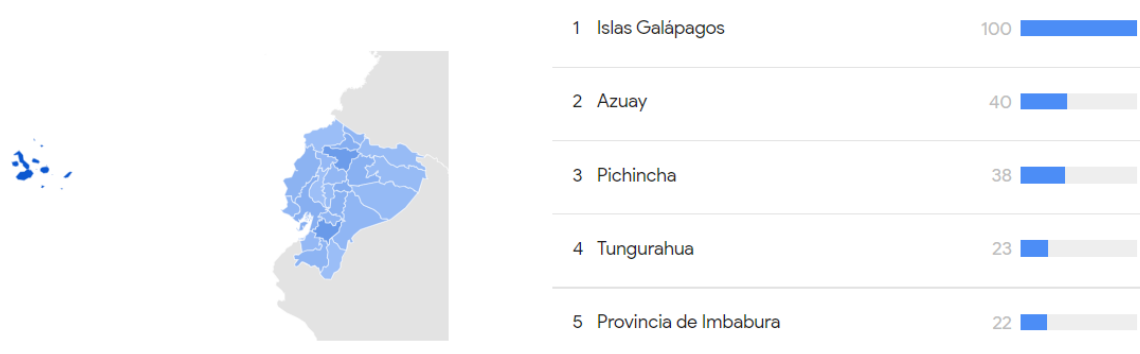 1 Islas Galápagos 100
2 Azuay 40
3 Pichincha 38
4 Tungurahua 23
5 Provincia de Imbabura 22